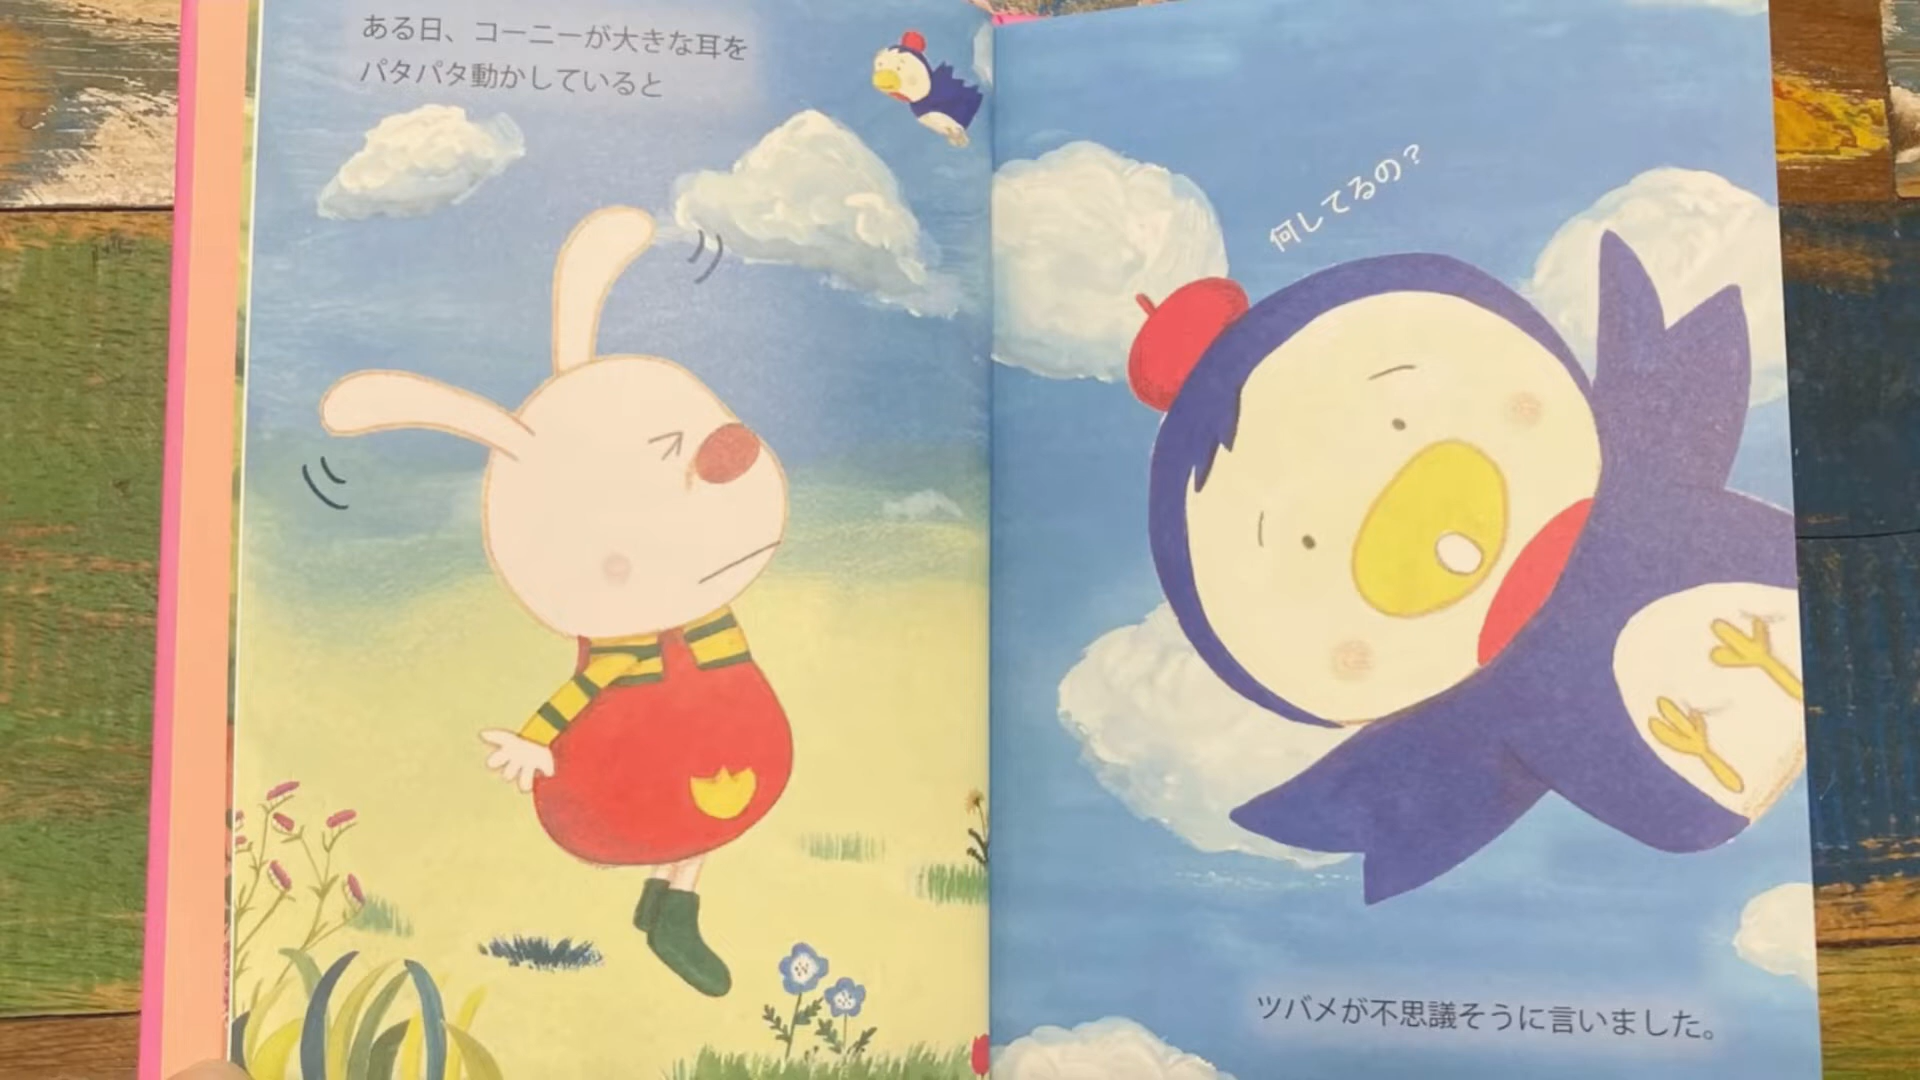 ある日、コーニーが大きな耳を
パタパタ動かしていると
何してるの？
ツバメが不思議そうに言いました。